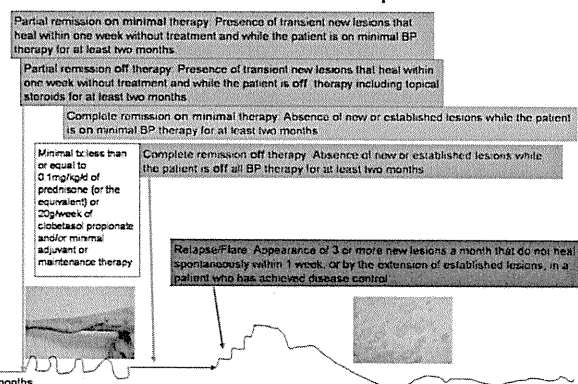 Partial remission on minimal therapy: Presence of transient new lesions that
heal within one week without treatment and while the patient is on minimal BP
therapy for at least two months
Partial remission off therapy: Presence of transient new lesions that heal within
one week without treatment and while the patient is off therapy including topical
steroids for at least two months
Complete remission on minimal therapy: Absence of new or established lesions while the patient
is on minimal BP therapy for at least two months
Minimal tx less than
or equal to
0.1mg/kg/d of
prednisone (or the
equivalent) or
20g/week of
clobetasol propionate
and/or minimal
adjuvant or
maintenance therapy
Complete remission off therapy: Absence of new or established lesions while
the patient is off all BP therapy for at least two months
Relapse/Flare: Appearance of 3 or more new lesions a month that do not heal
spontaneously within 1 week, or by the extension of established lesions, in a
patient who has achieved disease control
months